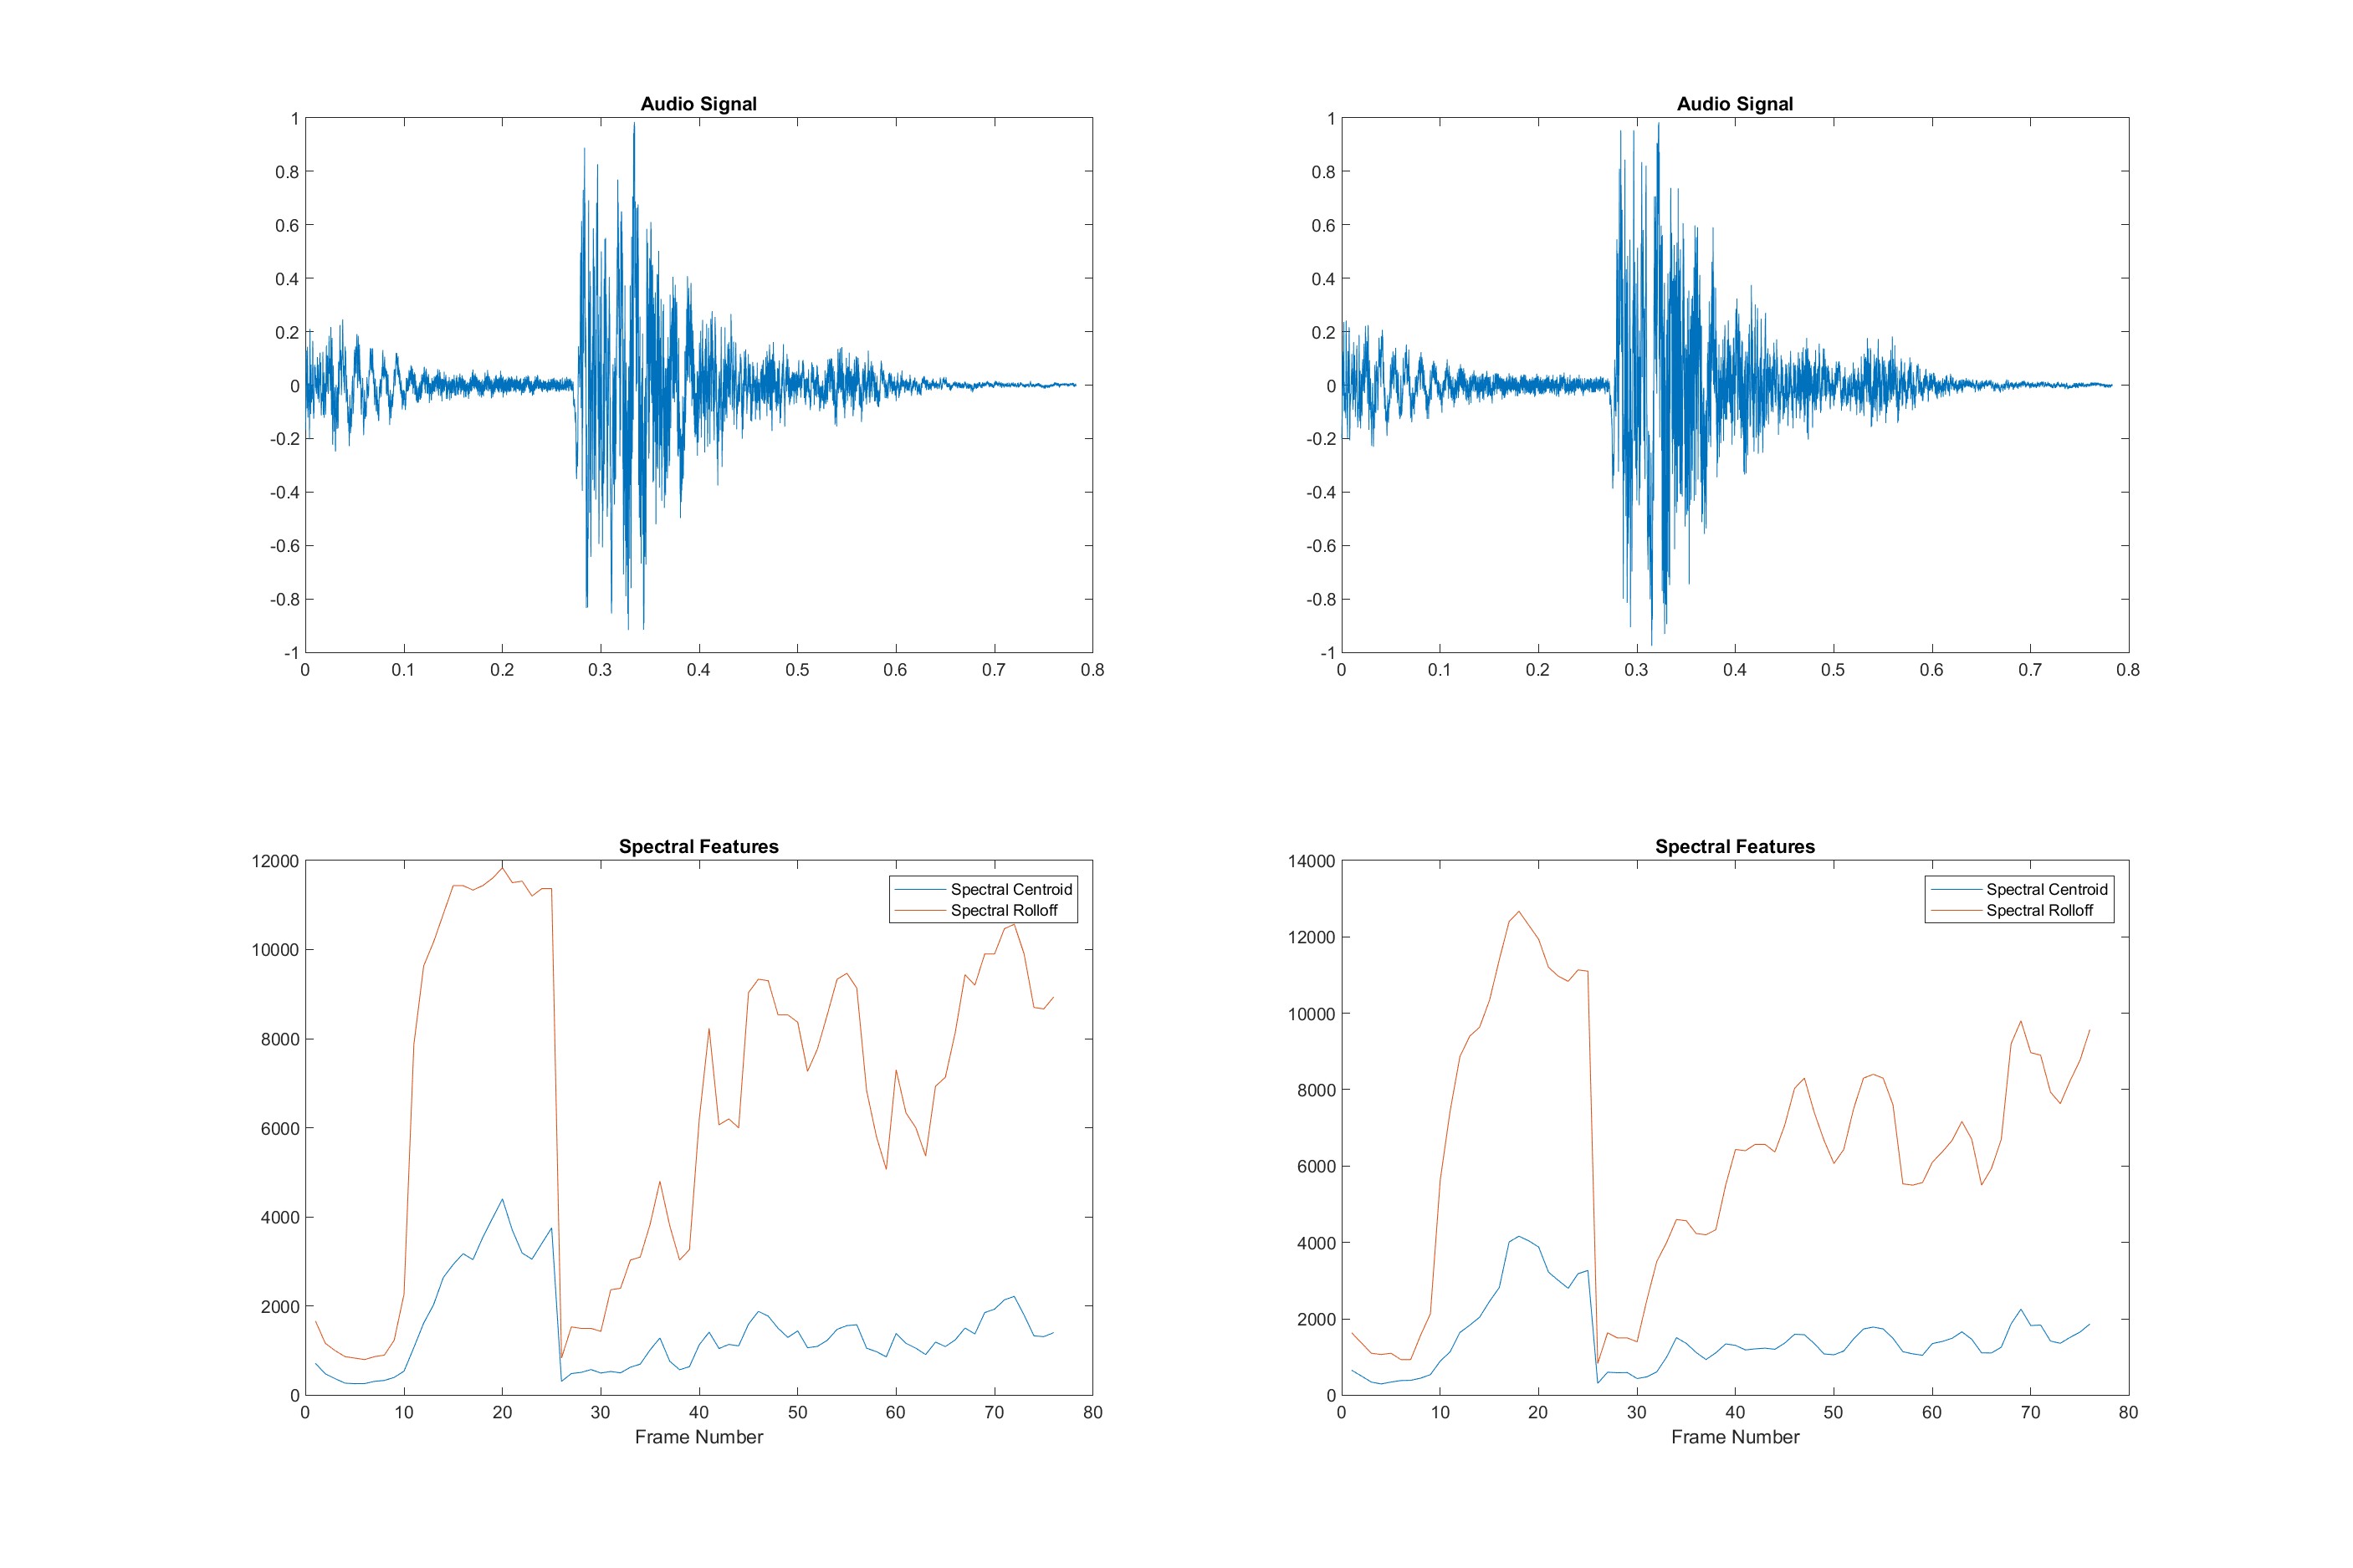 Audio Signal
1
0.8
0.6
0.4
0.2
0
-0.2
-0.4
-0.6
-0.8
-1
0 0.1 0.2 0.3 0.4 0.5 0.6 0.7 0.8
Audio Signal
1
0.8
0.6
0.4
0.2
0
-0.2
-0.4
-0.6
-0.8
-1
0 0.1 0.2 0.3 0.4 0.5 0.6 0.7 0.8
Spectral Features
12000
10000
8000
6000
4000
2000
0
Spectral Centroid
Spectral Rolloff
0 10 20 30 40 50 60 70 80
Frame Number
Spectral Features
14000
12000
10000
8000
6000
4000
2000
0
Spectral Centroid
Spectral Rolloff
0 10 20 30 40 50 60 70 80
Frame Number